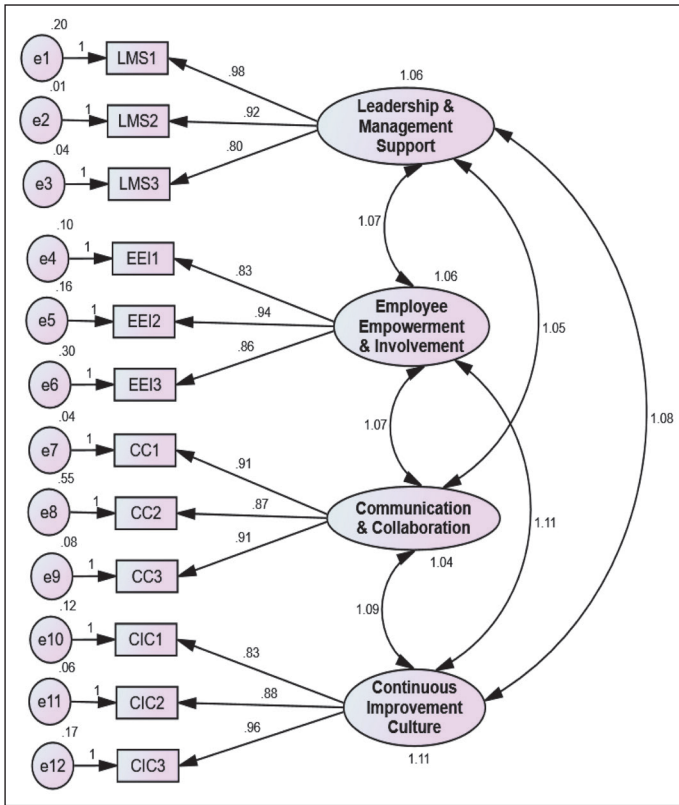 .20
e1 1 LMS1
.98
.01
e2 1 LMS2
.92
.04
e3 1 LMS3
.80
1.06
Leadership &
Management
Support
1.07
.10
e4 1 EEI1
.83
.16
e5 1 EEI2
.94
.30
e6 1 EEI3
.86
1.06
Employee
Empowerment
& Involvement
1.05
1.08
1.07
.04
e7 1 CC1
.91
.55
e8 1 CC2
.87
.08
e9 1 CC3
.91
Communication
& Collaboration
1.04
1.11
1.09
.12
e10 1 CIC1
.83
.06
e11 1 CIC2
.88
.17
e12 1 CIC3
.96
Continuous
Improvement
Culture
1.11